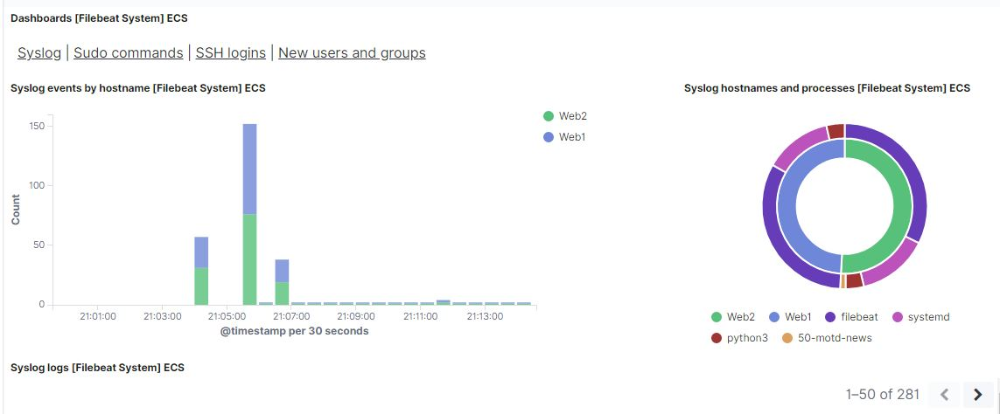 Dashboards [Filebeat System] ECS
Syslog | Sudo commands | SSH logins | New users and groups
Syslog events by hostname [Filebeat System] ECS
150
100
50
0
Count
21:01:00 21:03:00 21:05:00 21:07:00 21:09:00 21:11:00 21:13:00
@timestamp per 30 seconds
Web2
Web1
Syslog hostnames and processes [Filebeat System] ECS
Web2 Web1 filebeat systemd
python3 50-motd-news
Syslog logs [Filebeat System] ECS
1–50 of 281